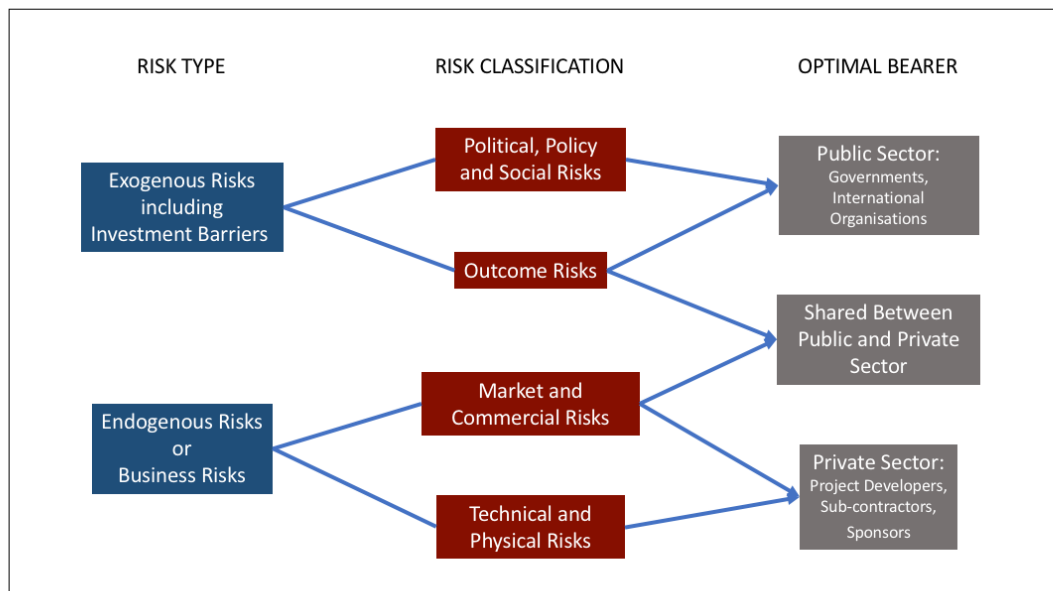 RISK TYPE
RISK CLASSIFICATION
OPTIMAL BEARER
Exogenous Risks
including
Investment Barriers
Endogenous Risks
or
Business Risks
Political, Policy
and Social Risks
Outcome Risks
Market and
Commercial Risks
Technical and
Physical Risks
Public Sector:
Governments,
International
Organisations
Shared Between
Public and Private
Sector
Private Sector:
Project Developers,
Sub-contractors,
Sponsors